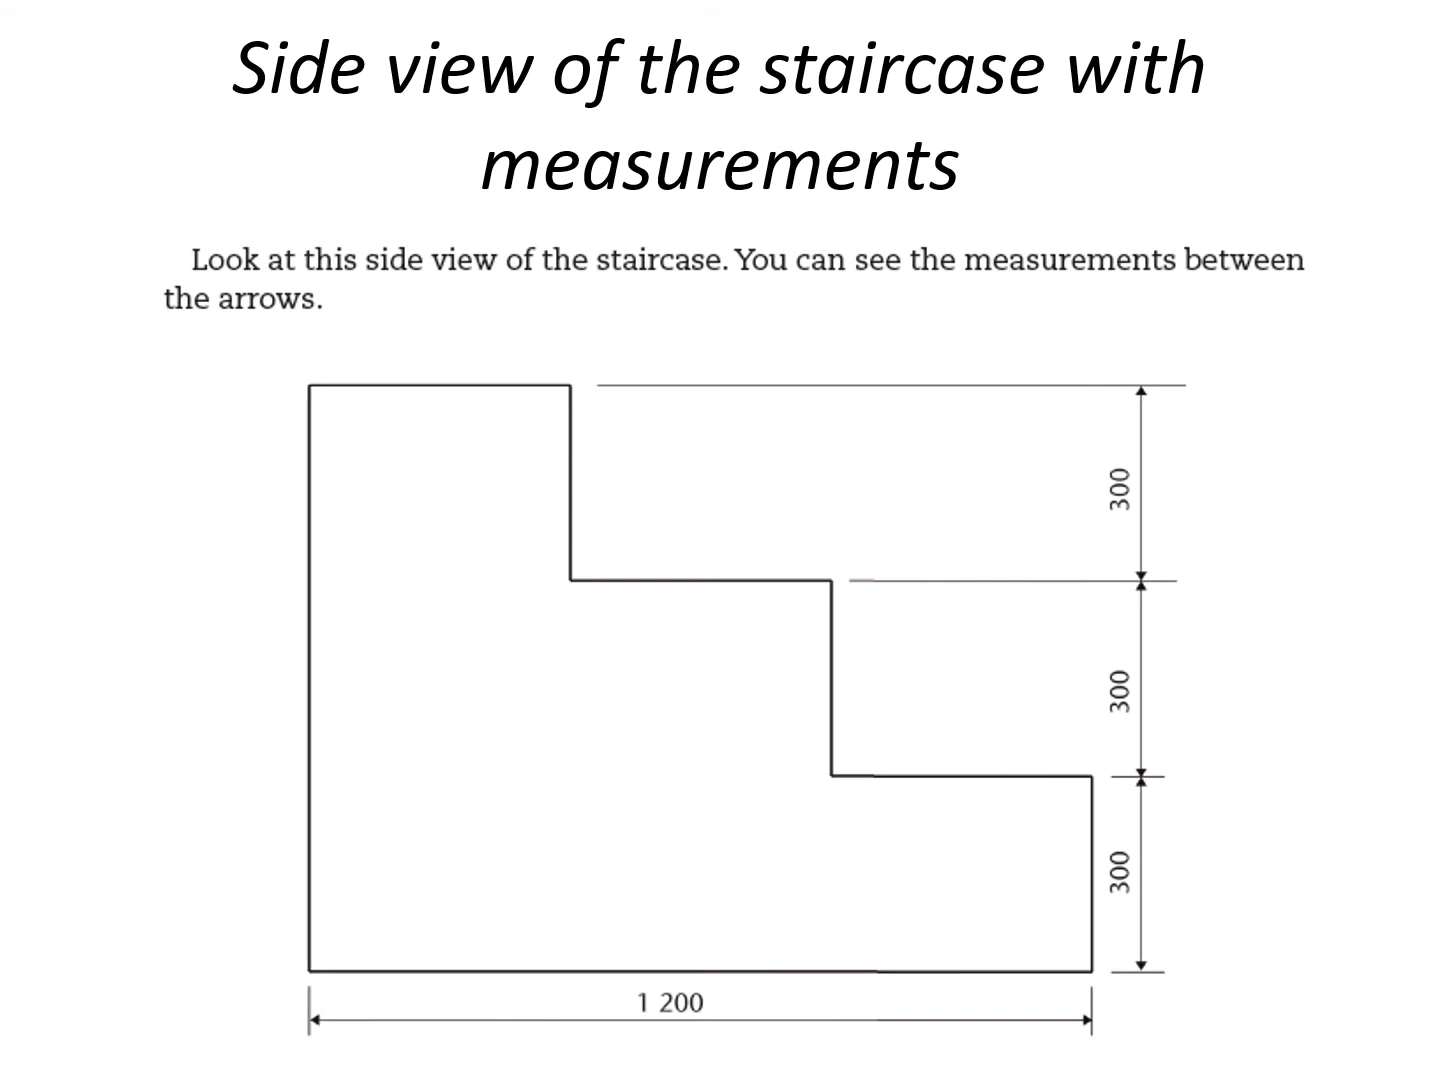 Side view of the staircase with
measurements
Look at this side view of the staircase. You can see the measurements between
the arrows.
300
300
300
1 200